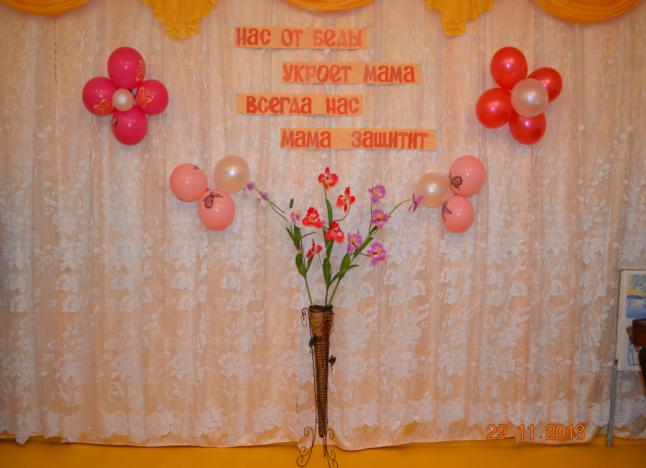 НАС ОТ БЕДЫ
УКРОЕТ МАМА
ВСЕГДА НАС
МАМА ЗАЩИТИТ
29.11.2013